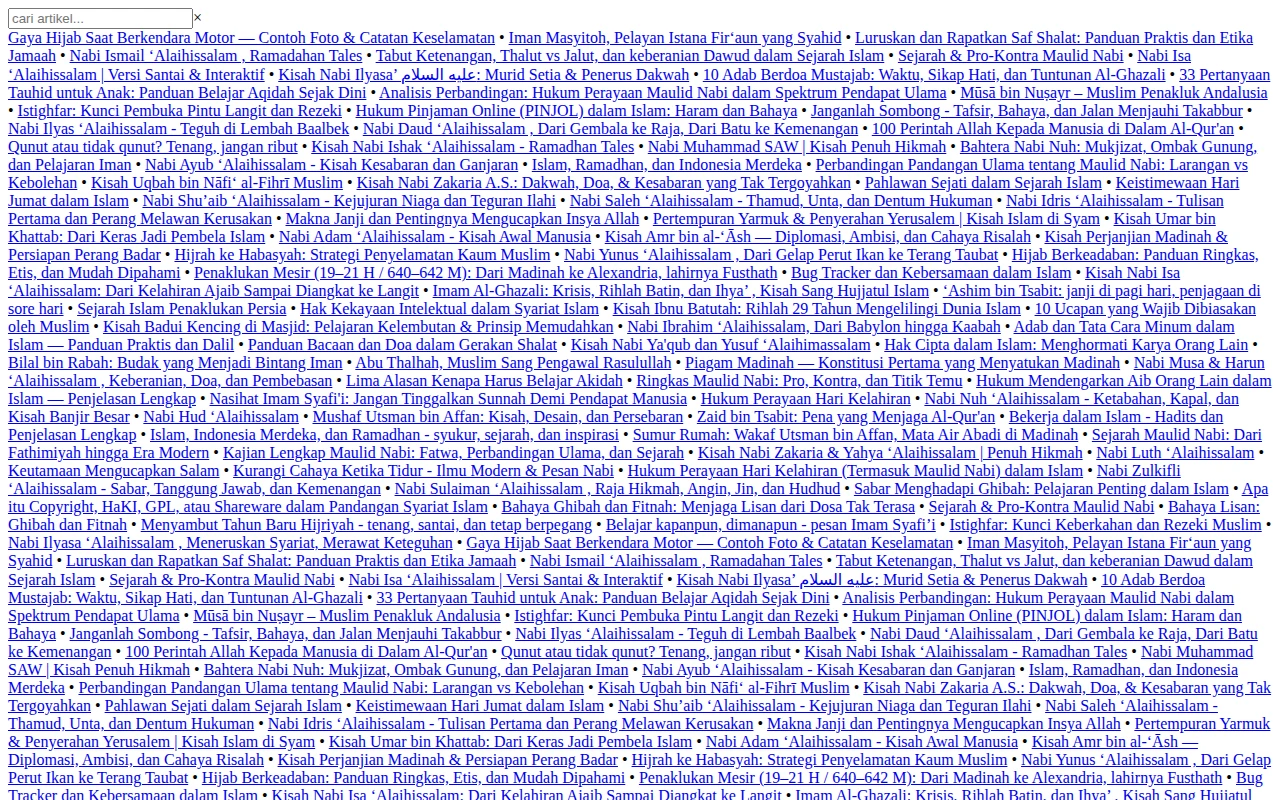 cari artikel... ×
Gaya Hijab Saat Berkendara Motor — Contoh Foto & Catatan Keselamatan • Iman Masyitoh, Pelayan Istana Fir‘aun yang Syahid • Luruskan dan Rapatkan Saf Shalat: Panduan Praktis dan Etika
Jamaah • Nabi Ismail ‘Alaihissalam , Ramadahan Tales • Tabut Ketenangan, Thalut vs Jalut, dan keberanian Dawud dalam Sejarah Islam • Sejarah & Pro-Kontra Maulid Nabi • Nabi Isa
‘Alaihissalam | Versi Santai & Interaktif • Kisah Nabi Ilyasa’ عليه السلام: Murid Setia & Penerus Dakwah • 10 Adab Berdoa Mustajab: Waktu, Sikap Hati, dan Tuntunan Al-Ghazali • 33 Pertanyaan
Tauhid untuk Anak: Panduan Belajar Aqidah Sejak Dini • Analisis Perbandingan: Hukum Perayaan Maulid Nabi dalam Spektrum Pendapat Ulama • Mūsā bin Nuṣayr – Muslim Penakluk Andalusia
• Istighfar: Kunci Pembuka Pintu Langit dan Rezeki • Hukum Pinjaman Online (PINJOL) dalam Islam: Haram dan Bahaya • Janganlah Sombong - Tafsir, Bahaya, dan Jalan Menjauhi Takabbur •
Nabi Ilyas ‘Alaihissalam - Teguh di Lembah Baalbek • Nabi Daud ‘Alaihissalam , Dari Gembala ke Raja, Dari Batu ke Kemenangan • 100 Perintah Allah Kepada Manusia di Dalam Al-Qur'an •
Qunut atau tidak qunut? Tenang, jangan ribut • Kisah Nabi Ishak ‘Alaihissalam - Ramadhan Tales • Nabi Muhammad SAW | Kisah Penuh Hikmah • Bahtera Nabi Nuh: Mukjizat, Ombak Gunung,
dan Pelajaran Iman • Nabi Ayub ‘Alaihissalam - Kisah Kesabaran dan Ganjaran • Islam, Ramadhan, dan Indonesia Merdeka • Perbandingan Pandangan Ulama tentang Maulid Nabi: Larangan vs
Kebolehan • Kisah Uqbah bin Nāfi‘ al-Fihrī Muslim • Kisah Nabi Zakaria A.S.: Dakwah, Doa, & Kesabaran yang Tak Tergoyahkan • Pahlawan Sejati dalam Sejarah Islam • Keistimewaan Hari
Jumat dalam Islam • Nabi Shu’aib ‘Alaihissalam - Kejujuran Niaga dan Teguran Ilahi • Nabi Saleh ‘Alaihissalam - Thamud, Unta, dan Dentum Hukuman • Nabi Idris ‘Alaihissalam - Tulisan
Pertama dan Perang Melawan Kerusakan • Makna Janji dan Pentingnya Mengucapkan Insya Allah • Pertempuran Yarmuk & Penyerahan Yerusalem | Kisah Islam di Syam • Kisah Umar bin
Khattab: Dari Keras Jadi Pembela Islam • Nabi Adam ‘Alaihissalam - Kisah Awal Manusia • Kisah Amr bin al-‘Āsh — Diplomasi, Ambisi, dan Cahaya Risalah • Kisah Perjanjian Madinah &
Persiapan Perang Badar • Hijrah ke Habasyah: Strategi Penyelamatan Kaum Muslim • Nabi Yunus ‘Alaihissalam , Dari Gelap Perut Ikan ke Terang Taubat • Hijab Berkeadaban: Panduan Ringkas,
Etis, dan Mudah Dipahami • Penaklukan Mesir (19–21 H / 640–642 M): Dari Madinah ke Alexandria, lahirnya Fusthath • Bug Tracker dan Kebersamaan dalam Islam • Kisah Nabi Isa
‘Alaihissalam: Dari Kelahiran Ajaib Sampai Diangkat ke Langit • Imam Al-Ghazali: Krisis, Rihlah Batin, dan Ihya’ , Kisah Sang Hujjatul Islam • ‘Ashim bin Tsabit: janji di pagi hari, penjagaan di
sore hari • Sejarah Islam Penaklukan Persia • Hak Kekayaan Intelektual dalam Syariat Islam • Kisah Ibnu Batutah: Rihlah 29 Tahun Mengelilingi Dunia Islam • 10 Ucapan yang Wajib Dibiasakan
oleh Muslim • Kisah Badui Kencing di Masjid: Pelajaran Kelembutan & Prinsip Memudahkan • Nabi Ibrahim ‘Alaihissalam, Dari Babylon hingga Kaabah • Adab dan Tata Cara Minum dalam
Islam — Panduan Praktis dan Dalil • Panduan Bacaan dan Doa dalam Gerakan Shalat • Kisah Nabi Ya'qub dan Yusuf ‘Alaihimassalam • Hak Cipta dalam Islam: Menghormati Karya Orang Lain •
Bilal bin Rabah: Budak yang Menjadi Bintang Iman • Abu Thalhah, Muslim Sang Pengawal Rasulullah • Piagam Madinah — Konstitusi Pertama yang Menyatukan Madinah • Nabi Musa & Harun
‘Alaihissalam , Keberanian, Doa, dan Pembebasan • Lima Alasan Kenapa Harus Belajar Akidah • Ringkas Maulid Nabi: Pro, Kontra, dan Titik Temu • Hukum Mendengarkan Aib Orang Lain dalam
Islam — Penjelasan Lengkap • Nasihat Imam Syafi'i: Jangan Tinggalkan Sunnah Demi Pendapat Manusia • Hukum Perayaan Hari Kelahiran • Nabi Nuh ‘Alaihissalam - Ketabahan, Kapal, dan
Kisah Banjir Besar • Nabi Hud ‘Alaihissalam • Mushaf Utsman bin Affan: Kisah, Desain, dan Persebaran • Zaid bin Tsabit: Pena yang Menjaga Al-Qur'an • Bekerja dalam Islam - Hadits dan
Penjelasan Lengkap • Islam, Indonesia Merdeka, dan Ramadhan - syukur, sejarah, dan inspirasi • Sumur Rumah: Wakaf Utsman bin Affan, Mata Air Abadi di Madinah • Sejarah Maulid Nabi: Dari
Fathimiyah hingga Era Modern • Kajian Lengkap Maulid Nabi: Fatwa, Perbandingan Ulama, dan Sejarah • Kisah Nabi Zakaria & Yahya ‘Alaihissalam | Penuh Hikmah • Nabi Luth ‘Alaihissalam •
Keutamaan Mengucapkan Salam • Kurangi Cahaya Ketika Tidur - Ilmu Modern & Pesan Nabi • Hukum Perayaan Hari Kelahiran (Termasuk Maulid Nabi) dalam Islam • Nabi Zulkifli
‘Alaihissalam - Sabar, Tanggung Jawab, dan Kemenangan • Nabi Sulaiman ‘Alaihissalam , Raja Hikmah, Angin, Jin, dan Hudhud • Sabar Menghadapi Ghibah: Pelajaran Penting dalam Islam • Apa
itu Copyright, HaKI, GPL, atau Shareware dalam Pandangan Syariat Islam • Bahaya Ghibah dan Fitnah: Menjaga Lisan dari Dosa Tak Terasa • Sejarah & Pro-Kontra Maulid Nabi • Bahaya Lisan:
Ghibah dan Fitnah • Menyambut Tahun Baru Hijriyah - tenang, santai, dan tetap berpegang • Belajar kapanpun, dimanapun - pesan Imam Syafi’i • Istighfar: Kunci Keberkahan dan Rezeki Muslim •
Nabi Ilyasa ‘Alaihissalam , Meneruskan Syariat, Merawat Keteguhan • Gaya Hijab Saat Berkendara Motor — Contoh Foto & Catatan Keselamatan • Iman Masyitoh, Pelayan Istana Fir‘aun yang
Syahid • Luruskan dan Rapatkan Saf Shalat: Panduan Praktis dan Etika Jamaah • Nabi Ismail ‘Alaihissalam , Ramadahan Tales • Tabut Ketenangan, Thalut vs Jalut, dan keberanian Dawud dalam
Sejarah Islam • Sejarah & Pro-Kontra Maulid Nabi • Nabi Isa ‘Alaihissalam | Versi Santai & Interaktif • Kisah Nabi Ilyasa’ عليه السلام: Murid Setia & Penerus Dakwah • 10 Adab Berdoa
Mustajab: Waktu, Sikap Hati, dan Tuntunan Al-Ghazali • 33 Pertanyaan Tauhid untuk Anak: Panduan Belajar Aqidah Sejak Dini • Analisis Perbandingan: Hukum Perayaan Maulid Nabi dalam
Spektrum Pendapat Ulama • Mūsā bin Nuṣayr – Muslim Penakluk Andalusia • Istighfar: Kunci Pembuka Pintu Langit dan Rezeki • Hukum Pinjaman Online (PINJOL) dalam Islam: Haram dan
Bahaya • Janganlah Sombong - Tafsir, Bahaya, dan Jalan Menjauhi Takabbur • Nabi Ilyas ‘Alaihissalam - Teguh di Lembah Baalbek • Nabi Daud ‘Alaihissalam , Dari Gembala ke Raja, Dari Batu
ke Kemenangan • 100 Perintah Allah Kepada Manusia di Dalam Al-Qur'an • Qunut atau tidak qunut? Tenang, jangan ribut • Kisah Nabi Ishak ‘Alaihissalam - Ramadhan Tales • Nabi Muhammad
SAW | Kisah Penuh Hikmah • Bahtera Nabi Nuh: Mukjizat, Ombak Gunung, dan Pelajaran Iman • Nabi Ayub ‘Alaihissalam - Kisah Kesabaran dan Ganjaran • Islam, Ramadhan, dan Indonesia
Merdeka • Perbandingan Pandangan Ulama tentang Maulid Nabi: Larangan vs Kebolehan • Kisah Uqbah bin Nāfi‘ al-Fihrī Muslim • Kisah Nabi Zakaria A.S.: Dakwah, Doa, & Kesabaran yang Tak
Tergoyahkan • Pahlawan Sejati dalam Sejarah Islam • Keistimewaan Hari Jumat dalam Islam • Nabi Shu’aib ‘Alaihissalam - Kejujuran Niaga dan Teguran Ilahi • Nabi Saleh ‘Alaihissalam -
Thamud, Unta, dan Dentum Hukuman • Nabi Idris ‘Alaihissalam - Tulisan Pertama dan Perang Melawan Kerusakan • Makna Janji dan Pentingnya Mengucapkan Insya Allah • Pertempuran Yarmuk
& Penyerahan Yerusalem | Kisah Islam di Syam • Kisah Umar bin Khattab: Dari Keras Jadi Pembela Islam • Nabi Adam ‘Alaihissalam - Kisah Awal Manusia • Kisah Amr bin al-‘Āsh —
Diplomasi, Ambisi, dan Cahaya Risalah • Kisah Perjanjian Madinah & Persiapan Perang Badar • Hijrah ke Habasyah: Strategi Penyelamatan Kaum Muslim • Nabi Yunus ‘Alaihissalam , Dari Gelap
Perut Ikan ke Terang Taubat • Hijab Berkeadaban: Panduan Ringkas, Etis, dan Mudah Dipahami • Penaklukan Mesir (19–21 H / 640–642 M): Dari Madinah ke Alexandria, lahirnya Fusthath • Bug
Tracker dan Kebersamaan dalam Islam • Kisah Nabi Isa ‘Alaihissalam: Dari Kelahiran Ajaib Sampai Diangkat ke Langit • Imam Al-Ghazali: Krisis, Rihlah Batin, dan Ihya’ , Kisah Sang Hujjatul